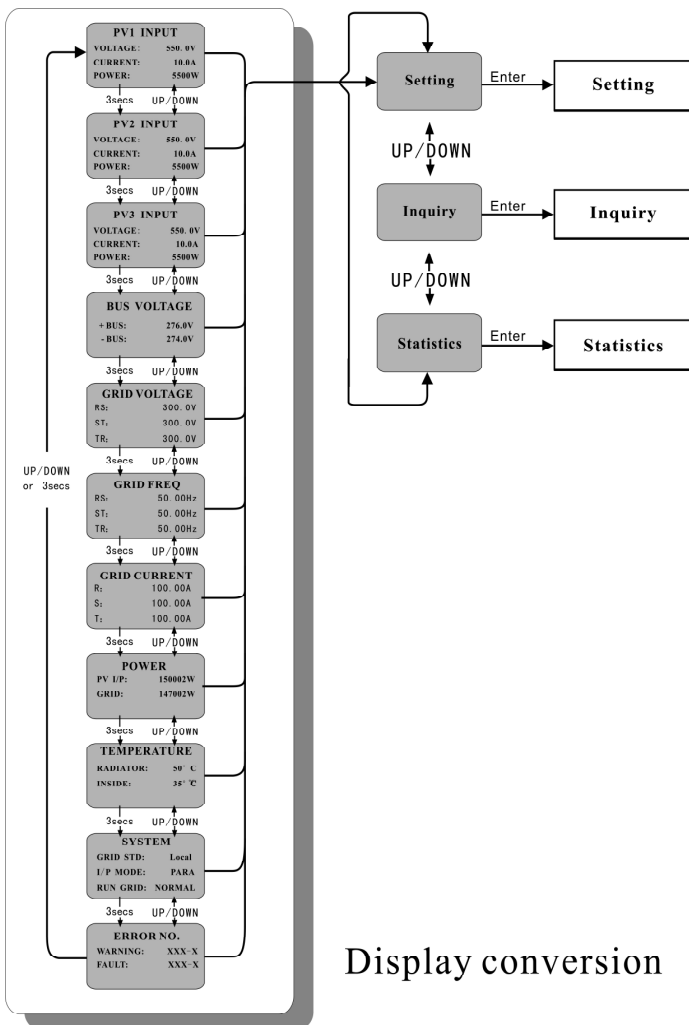 PV1 INPUT
VOLTAGE: 550. 0V
CURRENT: 10.0A
POWER: 5500W
3secs UP/DOWN
PV2 INPUT
VOLTAGE: 550. 0V
CURRENT: 10.0A
POWER: 5500W
3secs UP/DOWN
PV3 INPUT
VOLTAGE: 550. 0V
CURRENT: 10.0A
POWER: 5500W
3secs UP/DOWN
BUS VOLTAGE
+BUS: 276.0V
-BUS: 274.0V
3secs UP/DOWN
GRID VOLTAGE
RS: 300. 0V
ST: 300. 0V
TR: 300. 0V
3secs UP/DOWN
GRID FREQ
RS: 50. 00Hz
ST: 50. 00Hz
TR: 50. 00Hz
3secs UP/DOWN
GRID CURRENT
R: 100. 00A
S: 100. 00A
T: 100. 00A
3secs UP/DOWN
POWER
PV I/P: 150002W
GRID: 147002W
3secs UP/DOWN
TEMPERATURE
RADIATOR: 50° C
INSIDE: 35° C
3secs UP/DOWN
SYSTEM
GRID STD: Local
I/P MODE: PARA
RUN GRID: NORMAL
3secs UP/DOWN
ERROR NO.
WARNING: XXX-X
FAULT: XXX-X
UP/DOWN
or 3secs
Setting Enter Setting
UP/DOWN
Inquiry Enter Inquiry
UP/DOWN
Statistics Enter Statistics
Display conversion